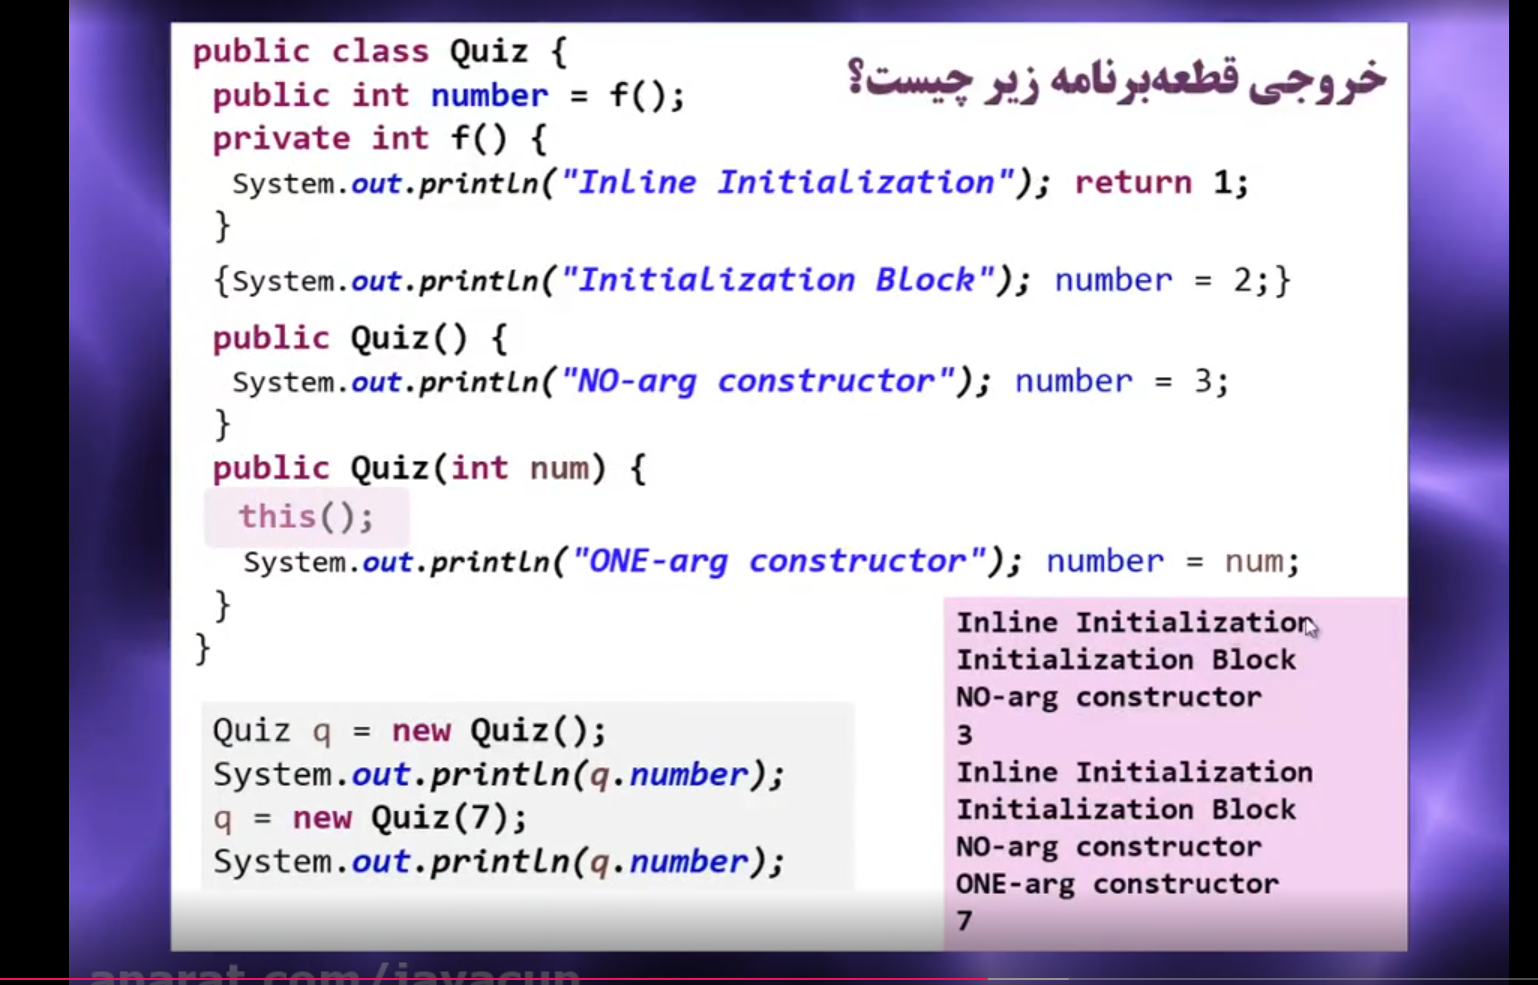 خروجی قطعه‌برنامه زیر چیست؟
public class Quiz {
public int number = f();
private int f() {
System.out.println("Inline Initialization"); return 1;
}
{System.out.println("Initialization Block"); number = 2;}
public Quiz() {
System.out.println("NO-arg constructor"); number = 3;
}
public Quiz(int num) {
this();
System.out.println("ONE-arg constructor"); number = num;
}
}
Quiz q = new Quiz();
System.out.println(q.number);
q = new Quiz(7);
System.out.println(q.number);
Inline Initialization
Initialization Block
NO-arg constructor
3
Inline Initialization
Initialization Block
NO-arg constructor
ONE-arg constructor
7
aparat.com/javacup